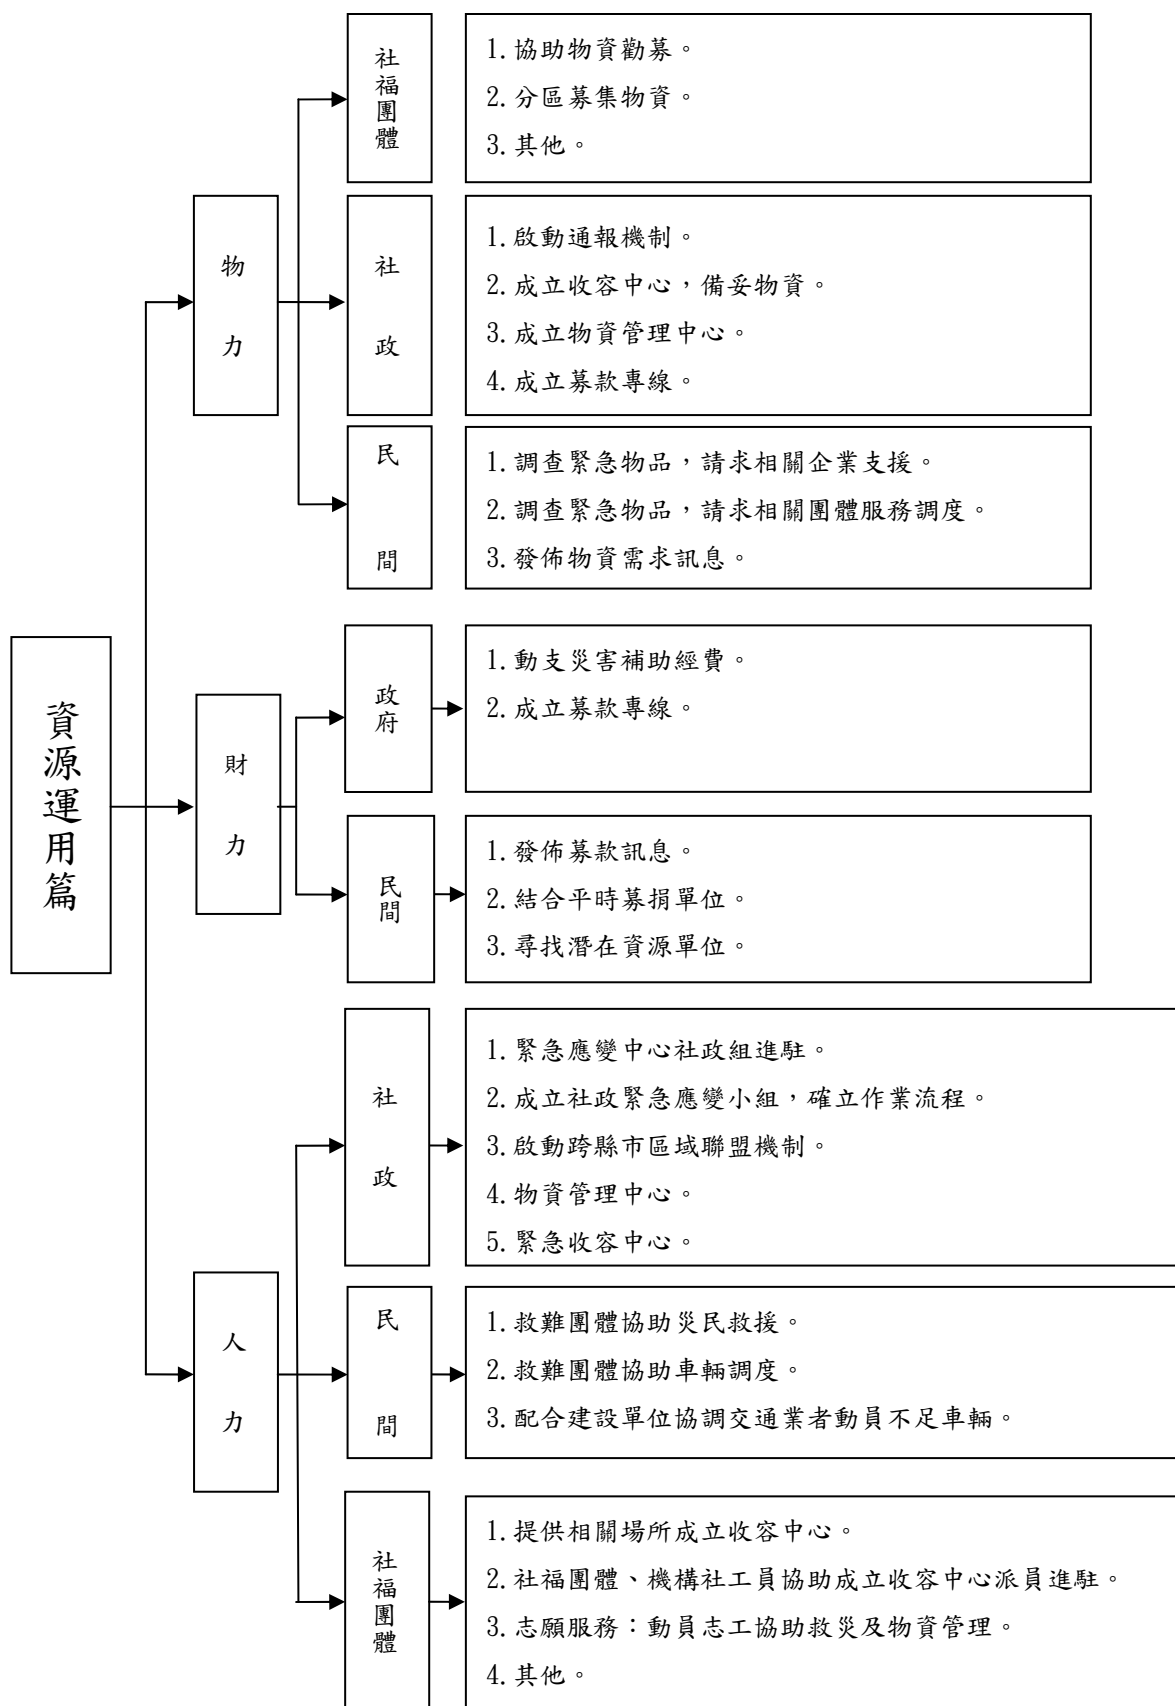 資源運用篇
物力
社福團體
1.協助物資勸募。
2.分區募集物資。
3.其他。
社政
1.啟動通報機制。
2.成立收容中心，備妥物資。
3.成立物資管理中心。
4.成立募款專線。
民間
1.調查緊急物品，請求相關企業支援。
2.調查緊急物品，請求相關團體服務調度。
3.發佈物資需求訊息。
財力
政府
1.動支災害補助經費。
2.成立募款專線。
民間
1.發佈募款訊息。
2.結合平時募捐單位。
3.尋找潛在資源單位。
人力
社政
1.緊急應變中心社政組進駐。
2.成立社政緊急應變小組，確立作業流程。
3.啟動跨縣市區域聯盟機制。
4.物資管理中心。
5.緊急收容中心。
民間
1.救難團體協助災民救援。
2.救難團體協助車輛調度。
3.配合建設單位協調交通業者動員不足車輛。
社福團體
1.提供相關場所成立收容中心。
2.社福團體、機構社工員協助成立收容中心派員進駐。
3.志願服務：動員志工協助救災及物資管理。
4.其他。